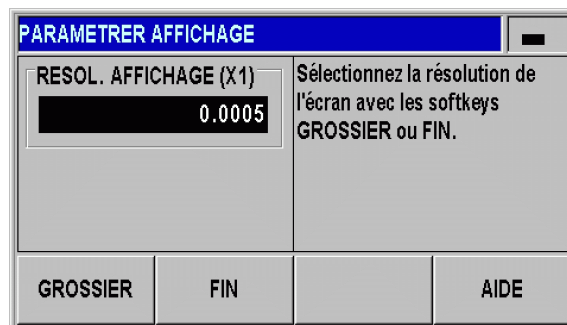 PARAMETRER AFFICHAGE
RESOL. AFFICHAGE (X1)
0.0005
Sélectionnez la résolution de
l'écran avec les softkeys
GROSSIER ou FIN.
GROSSIER
FIN
AIDE